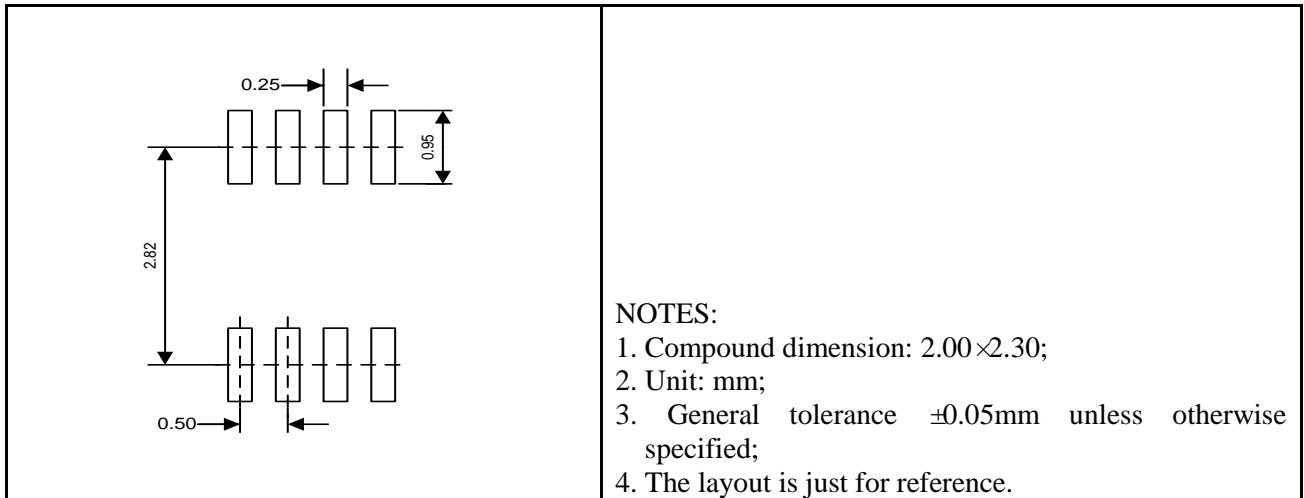 0.25
0.95
2.82
0.50
NOTES:
1. Compound dimension: 2.00×2.30;
2. Unit: mm;
3. General tolerance ±0.05mm unless otherwise
specified;
4. The layout is just for reference.